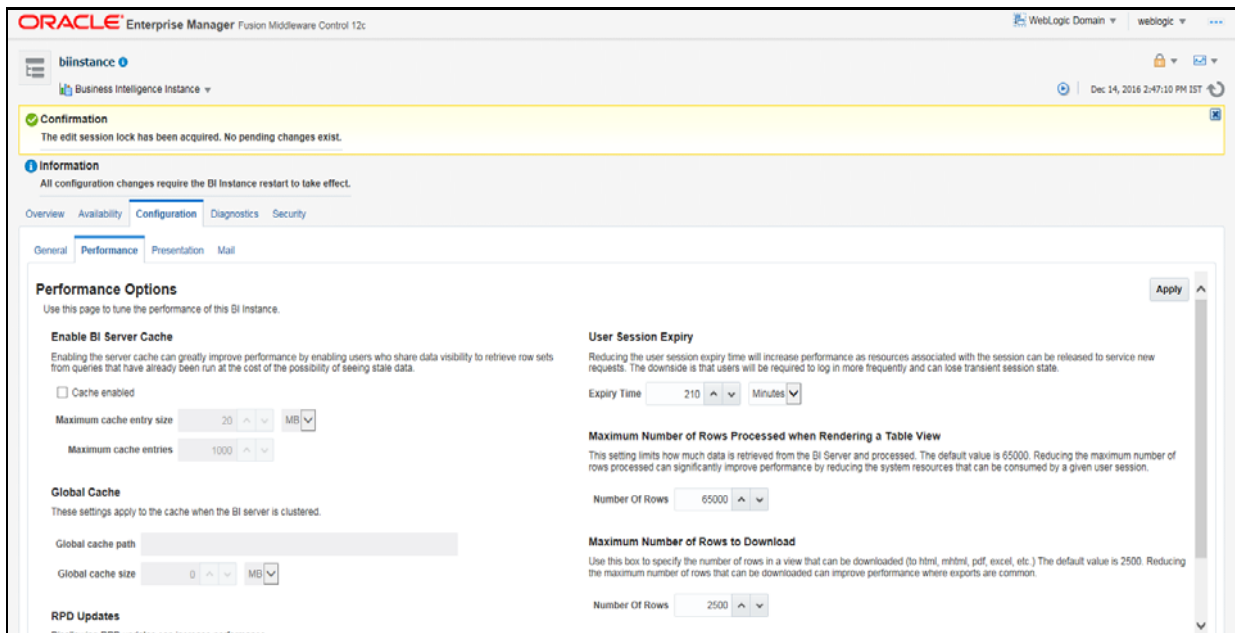 ORACLE Enterprise Manager Fusion Middleware Control 12c
WebLogic Domain
weblogic
biinstance
Business Intelligence Instance
Dec 14, 2016 2:47:10 PM IST
Confirmation
The edit session lock has been acquired. No pending changes exist.
Information
All configuration changes require the BI Instance restart to take effect.
Overview Availability Configuration Diagnostics Security
General Performance Presentation Mail
Performance Options
Apply
Use this page to tune the performance of this BI Instance.
Enable BI Server Cache
Enabling the server cache can greatly improve performance by enabling users who share data visibility to retrieve row sets
from queries that have already been run at the cost of the possibility of seeing stale data.
Cache enabled
Maximum cache entry size 20 MB
Maximum cache entries 1000
Global Cache
These settings apply to the cache when the BI server is clustered.
Global cache path
Global cache size 0 MB
RPD Updates
User Session Expiry
Reducing the user session expiry time will increase performance as resources associated with the session can be released to service new
requests. The downside is that users will be required to log in more frequently and can lose transient session state.
Expiry Time 210 Minutes
Maximum Number of Rows Processed when Rendering a Table View
This setting limits how much data is retrieved from the BI Server and processed. The default value is 65000. Reducing the maximum number of
rows processed can significantly improve performance by reducing the system resources that can be consumed by a given user session.
Number Of Rows 65000
Maximum Number of Rows to Download
Use this box to specify the number of rows in a view that can be downloaded (to html, mhtml, pdf, excel, etc.) The default value is 2500. Reducing
the maximum number of rows that can be downloaded can improve performance where exports are common.
Number Of Rows 2500